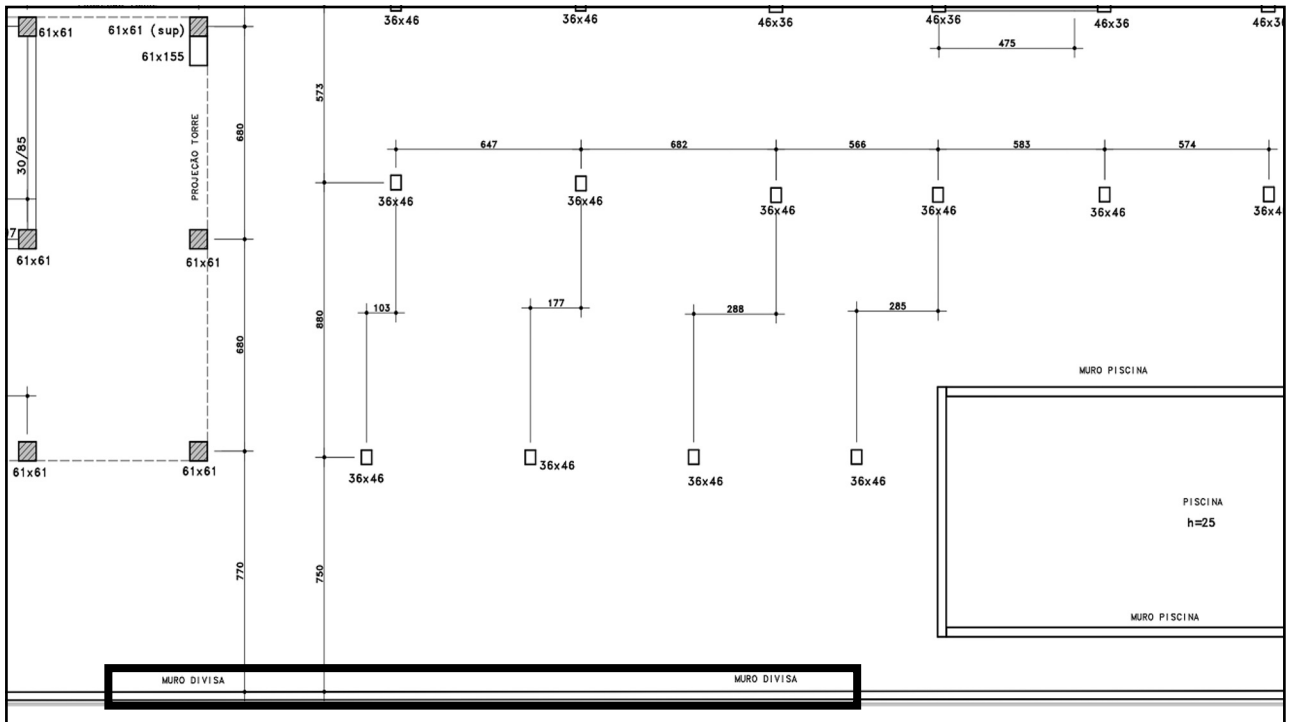 61x61
61x61 (sup)
36x46
36x46
46x36
46x36
46x36
475
61x155
573
PROJEÇÃO TORRE
680
30/85
647
682
566
583
574
36x46
36x46
36x46
36x46
36x46
61x61
61x61
103
177
288
285
880
680
MURO PISCINA
61x61
61x61
36x46
36x46
36x46
36x46
PISCINA
h=25
770
750
MURO PISCINA
MURO DIVISA
MURO DIVISA